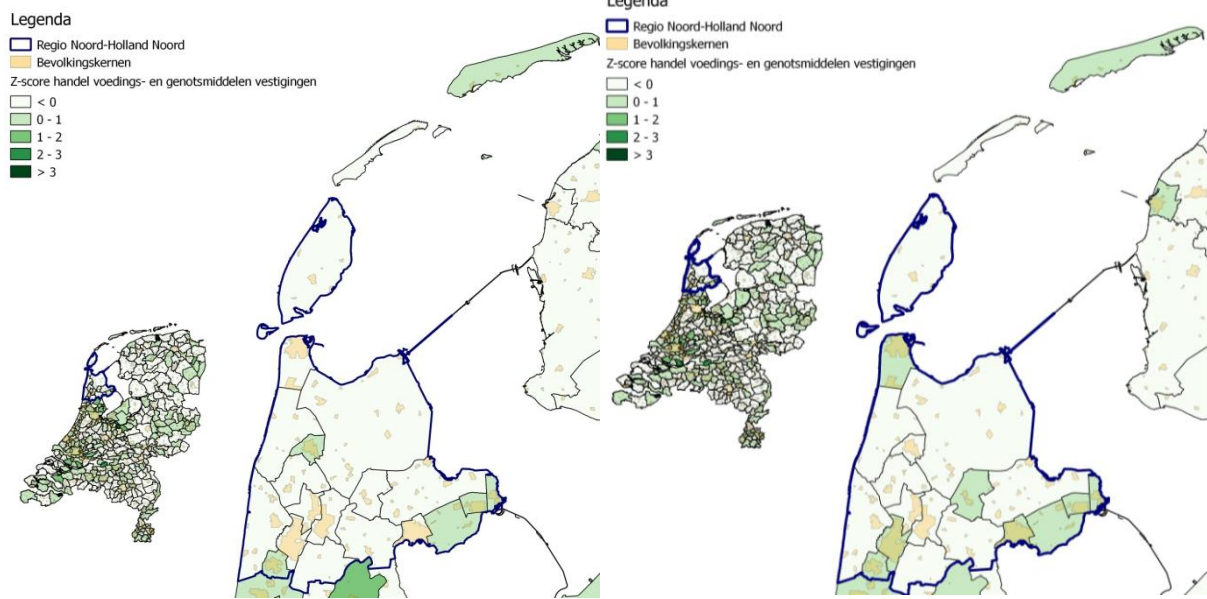 Legenda
Regio Noord-Holland Noord
Bevolkingskernen
Z-score handel voedings- en genotsmiddelen vestigingen
< 0
0 - 1
1 - 2
2 - 3
> 3
Legenda
Regio Noord-Holland Noord
Bevolkingskernen
Z-score handel voedings- en genotsmiddelen vestigingen
< 0
0 - 1
1 - 2
2 - 3
> 3